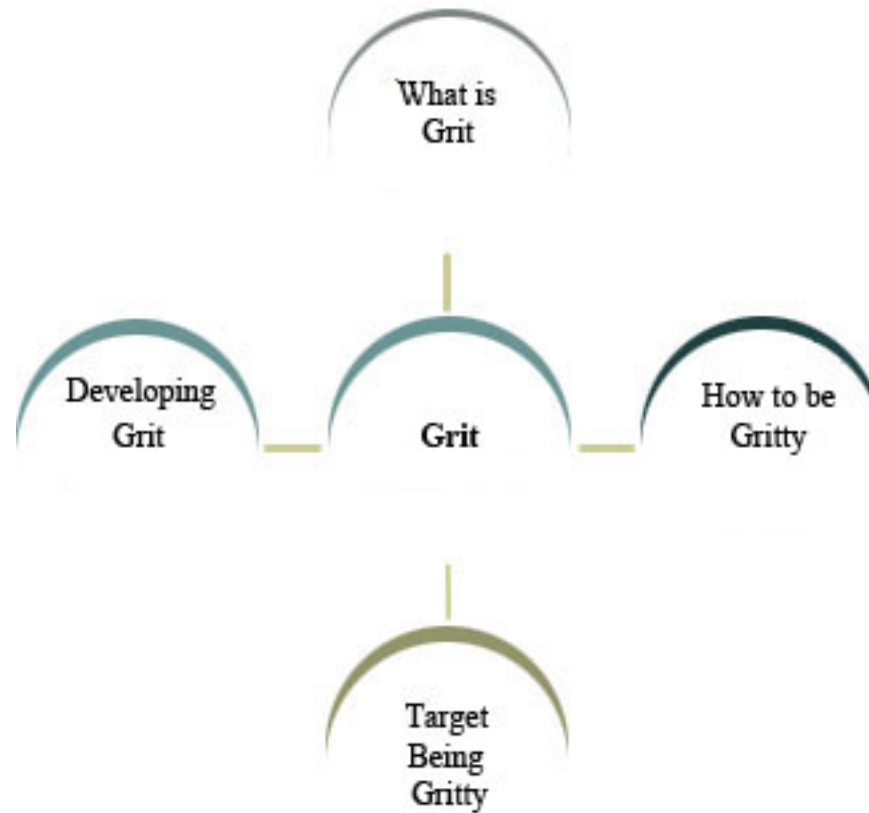 What is
Grit
Developing
Grit
Grit
How to be
Gritty
Target
Being
Gritty